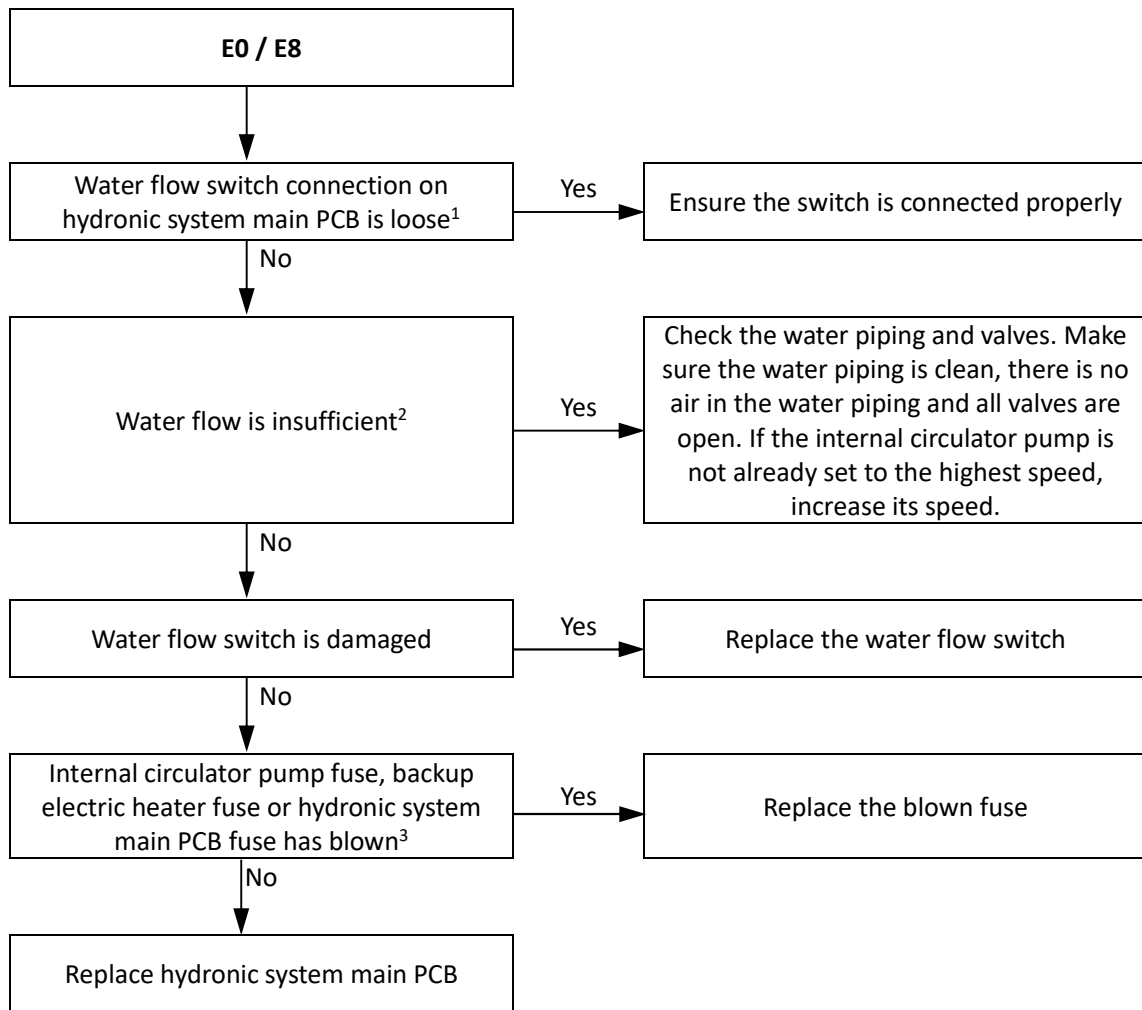 E0 / E8
Water flow switch connection on
hydronic system main PCB is loose1
Yes
Ensure the switch is connected properly
No
Water flow is insufficient2
Yes
Check the water piping and valves. Make
sure the water piping is clean, there is no
air in the water piping and all valves are
open. If the internal circulator pump is
not already set to the highest speed,
increase its speed.
No
Water flow switch is damaged
Yes
Replace the water flow switch
No
Internal circulator pump fuse, backup
electric heater fuse or hydronic system
main PCB fuse has blown3
Yes
Replace the blown fuse
No
Replace hydronic system main PCB